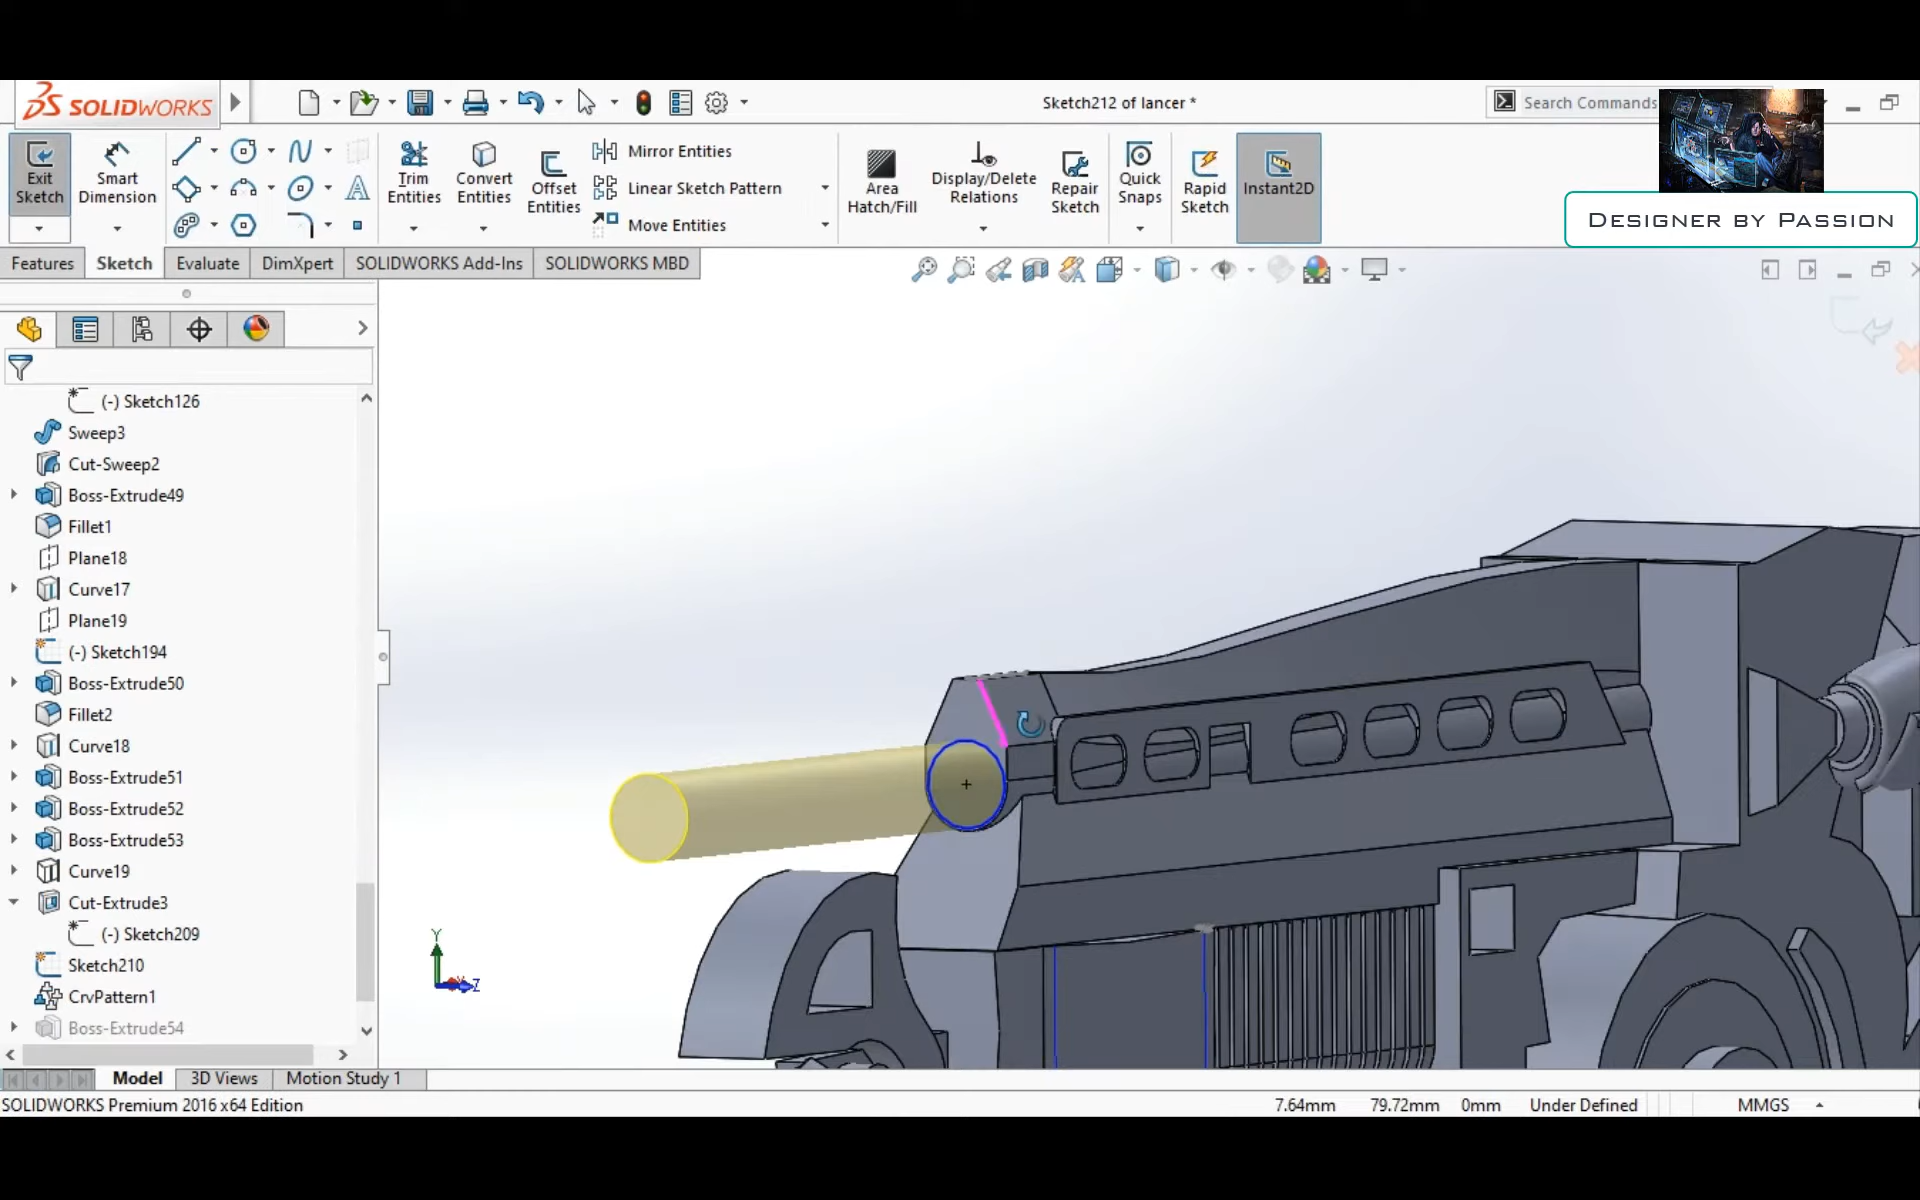 SOLIDWORKS
Sketch212 of lancer *
Search Commands
Exit Sketch
Smart Dimension
Trim Entities
Convert Entities
Offset Entities
Mirror Entities
Linear Sketch Pattern
Move Entities
Area Hatch/Fill
Display/Delete Relations
Repair Sketch
Quick Snaps
Rapid Sketch
Instant2D
DESIGNER BY PASSION
Features
Sketch
Evaluate
DimXpert
SOLIDWORKS Add-Ins
SOLIDWORKS MBD
(-) Sketch126
Sweep3
Cut-Sweep2
Boss-Extrude49
Fillet1
Plane18
Curve17
Plane19
(-) Sketch194
Boss-Extrude50
Fillet2
Curve18
Boss-Extrude51
Boss-Extrude52
Boss-Extrude53
Curve19
Cut-Extrude3
(-) Sketch209
Sketch210
CrvPattern1
Boss-Extrude54
Y
Z
Model
3D Views
Motion Study 1
SOLIDWORKS Premium 2016 x64 Edition
7.64mm
79.72mm
0mm
Under Defined
MMGS